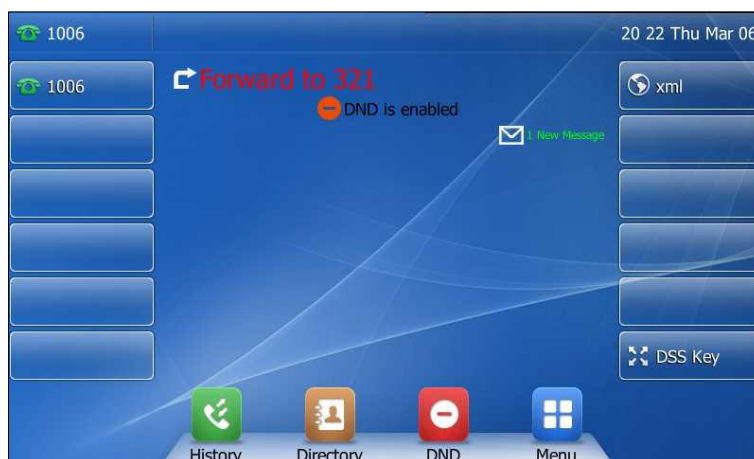 1006
20 22 Thu Mar 06
1006
Forward to 321
xml
DND is enabled
1 New Message
DSS Key
History Directory DND Menu